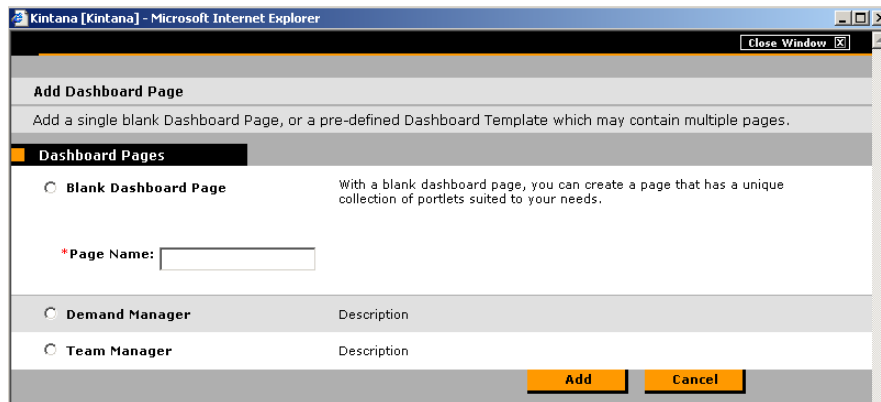 Kintana [Kintana] - Microsoft Internet Explorer
Close Window X
Add Dashboard Page
Add a single blank Dashboard Page, or a pre-defined Dashboard Template which may contain multiple pages.
Dashboard Pages
Blank Dashboard Page
With a blank dashboard page, you can create a page that has a unique
collection of portlets suited to your needs.
*Page Name:
Demand Manager Description
Team Manager Description
Add Cancel